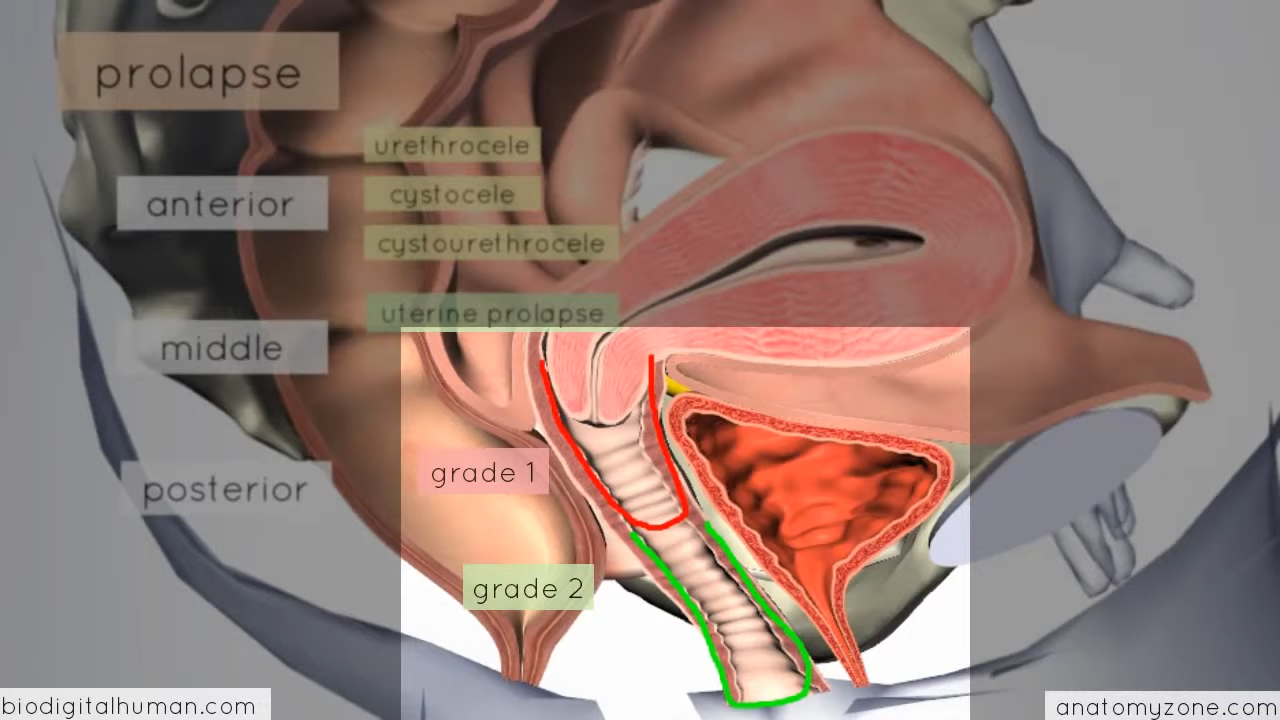 prolapse
urethrocele
anterior
cystocele
cystourethrocele
uterine prolapse
middle
grade 1
posterior
grade 2
biodigitalhuman.com
anatomyzone.com